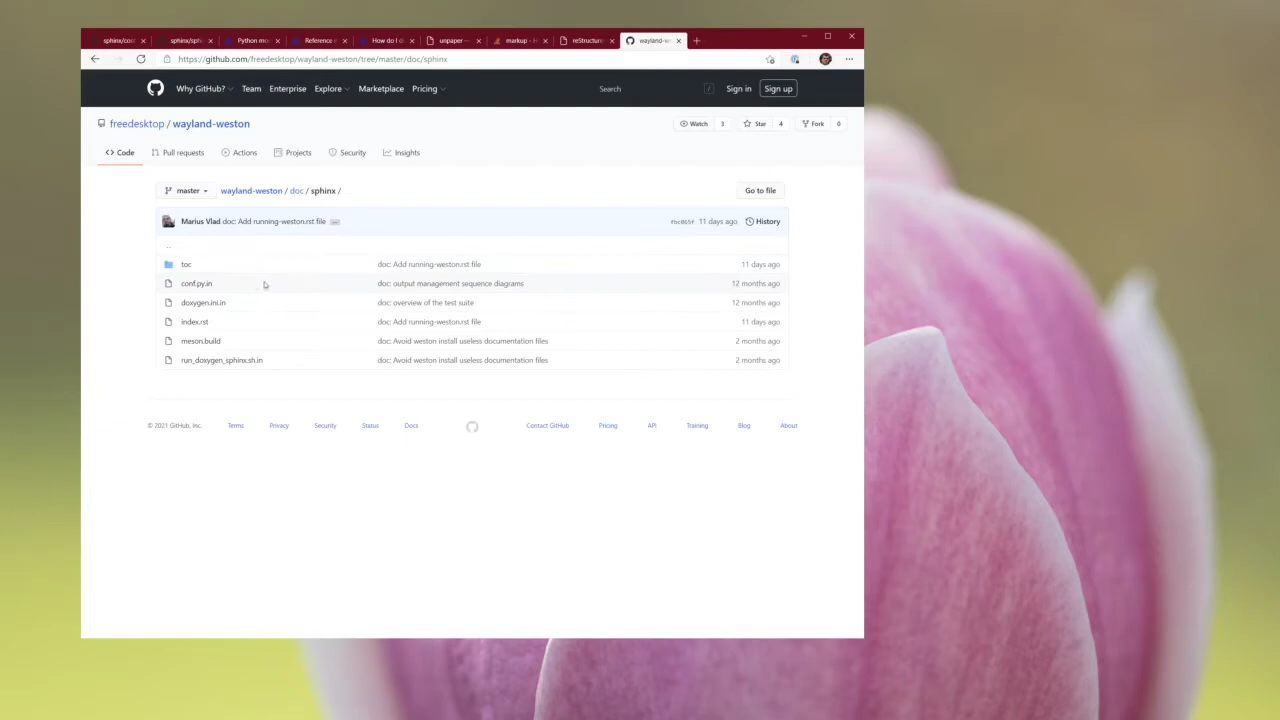 sphinx/con
sphinx/sphi
Python mo
Reference i
How do I d
unpaper —
markup - H
reStructure
wayland-we
https://github.com/freedesktop/wayland-weston/tree/master/doc/sphinx
Why GitHub? Team Enterprise Explore Marketplace Pricing Search / Sign in Sign up
freedesktop / wayland-weston Watch 3 Star 4 Fork 0
Code Pull requests Actions Projects Security Insights
master wayland-weston / doc / sphinx / Go to file
Marius Vlad doc: Add running-weston.rst file ... 11 days ago History
..
toc doc: Add running-weston.rst file 11 days ago
conf.py.in doc: output management sequence diagrams 12 months ago
doxygen.ini.in doc: overview of the test suite 12 months ago
index.rst doc: Add running-weston.rst file 11 days ago
meson.build doc: Avoid weston install useless documentation files 2 months ago
run_doxygen_sphinx.sh.in doc: Avoid weston install useless documentation files 2 months ago
© 2021 GitHub, Inc. Terms Privacy Security Status Docs Contact GitHub Pricing API Training Blog About